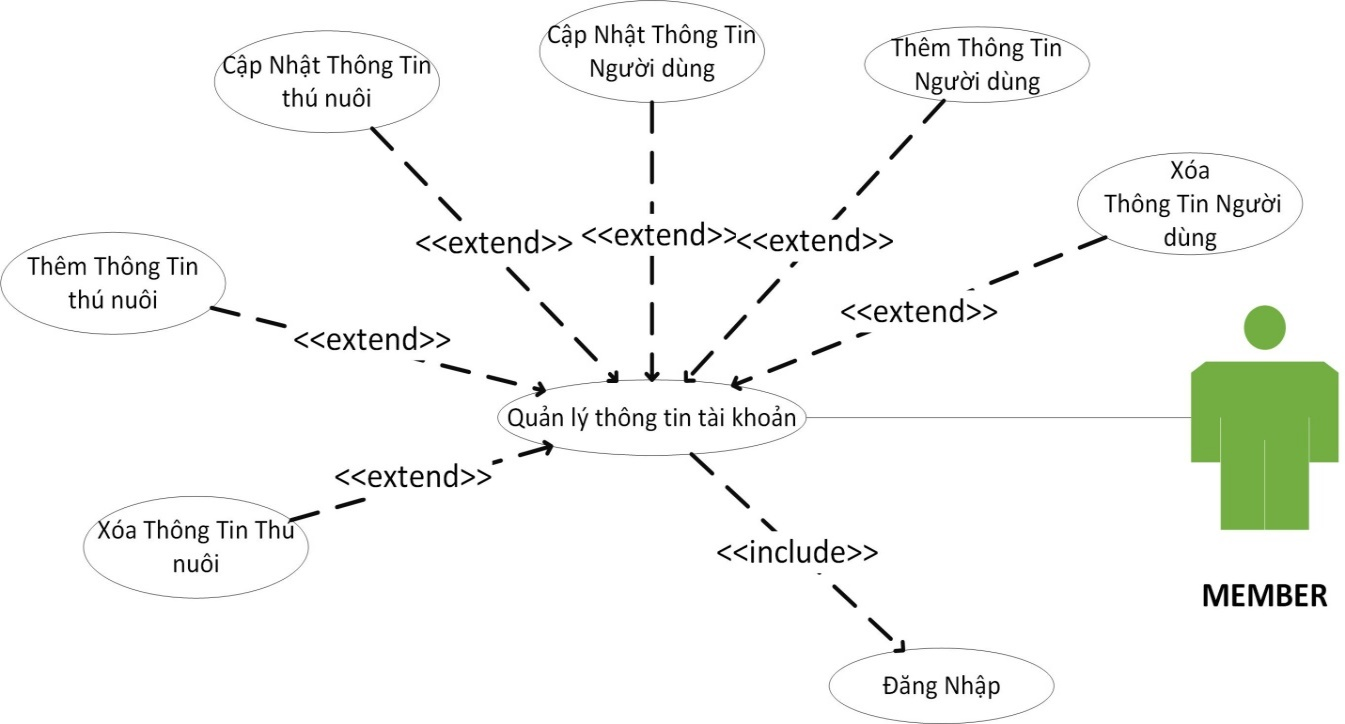 Cập Nhật Thông Tin
thú nuôi
Cập Nhật Thông Tin
Người dùng
Thêm Thông Tin
Người dùng
Xóa
Thông Tin Người
dùng
<<extend>>
<<extend>>
<<extend>>
Thêm Thông Tin
thú nuôi
<<extend>>
<<extend>>
Quản lý thông tin tài khoản
<<extend>>
Xóa Thông Tin Thú
nuôi
<<include>>
MEMBER
Đăng Nhập